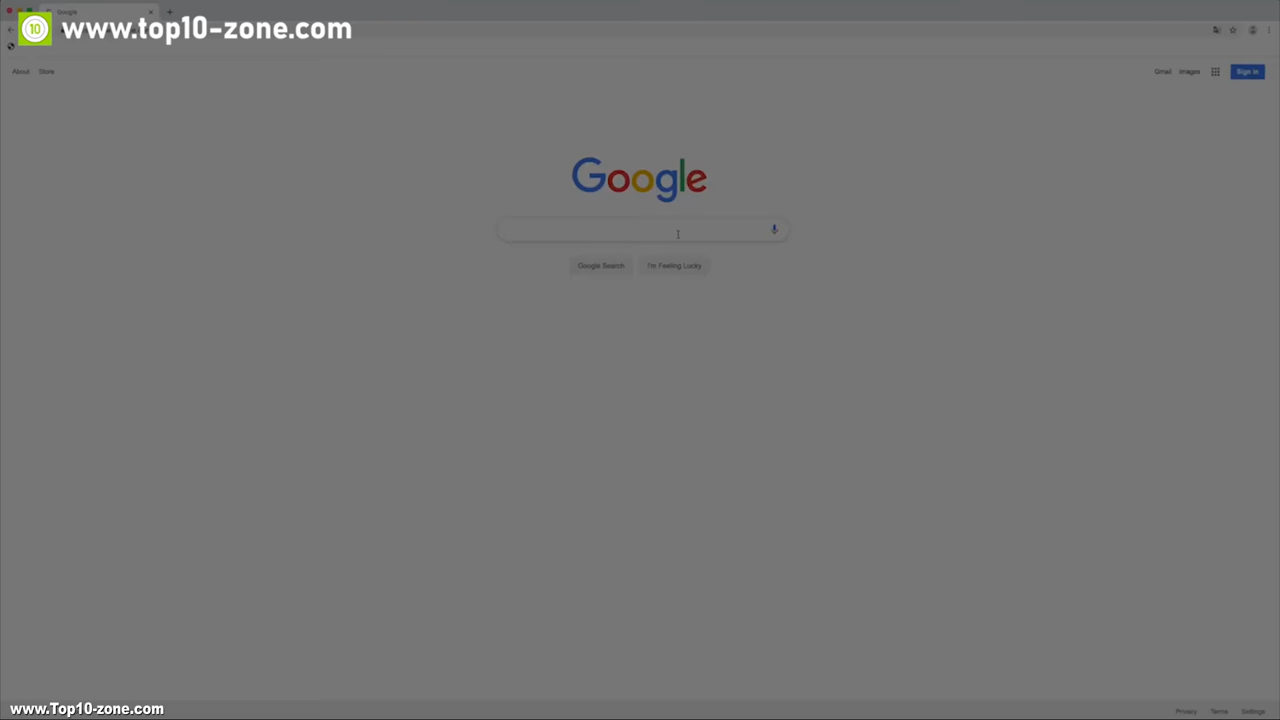 Google
10 www.top10-zone.com
About Store
Gmail Images Sign in
Google
Google Search I'm Feeling Lucky
www.Top10-zone.com
Privacy Terms Settings